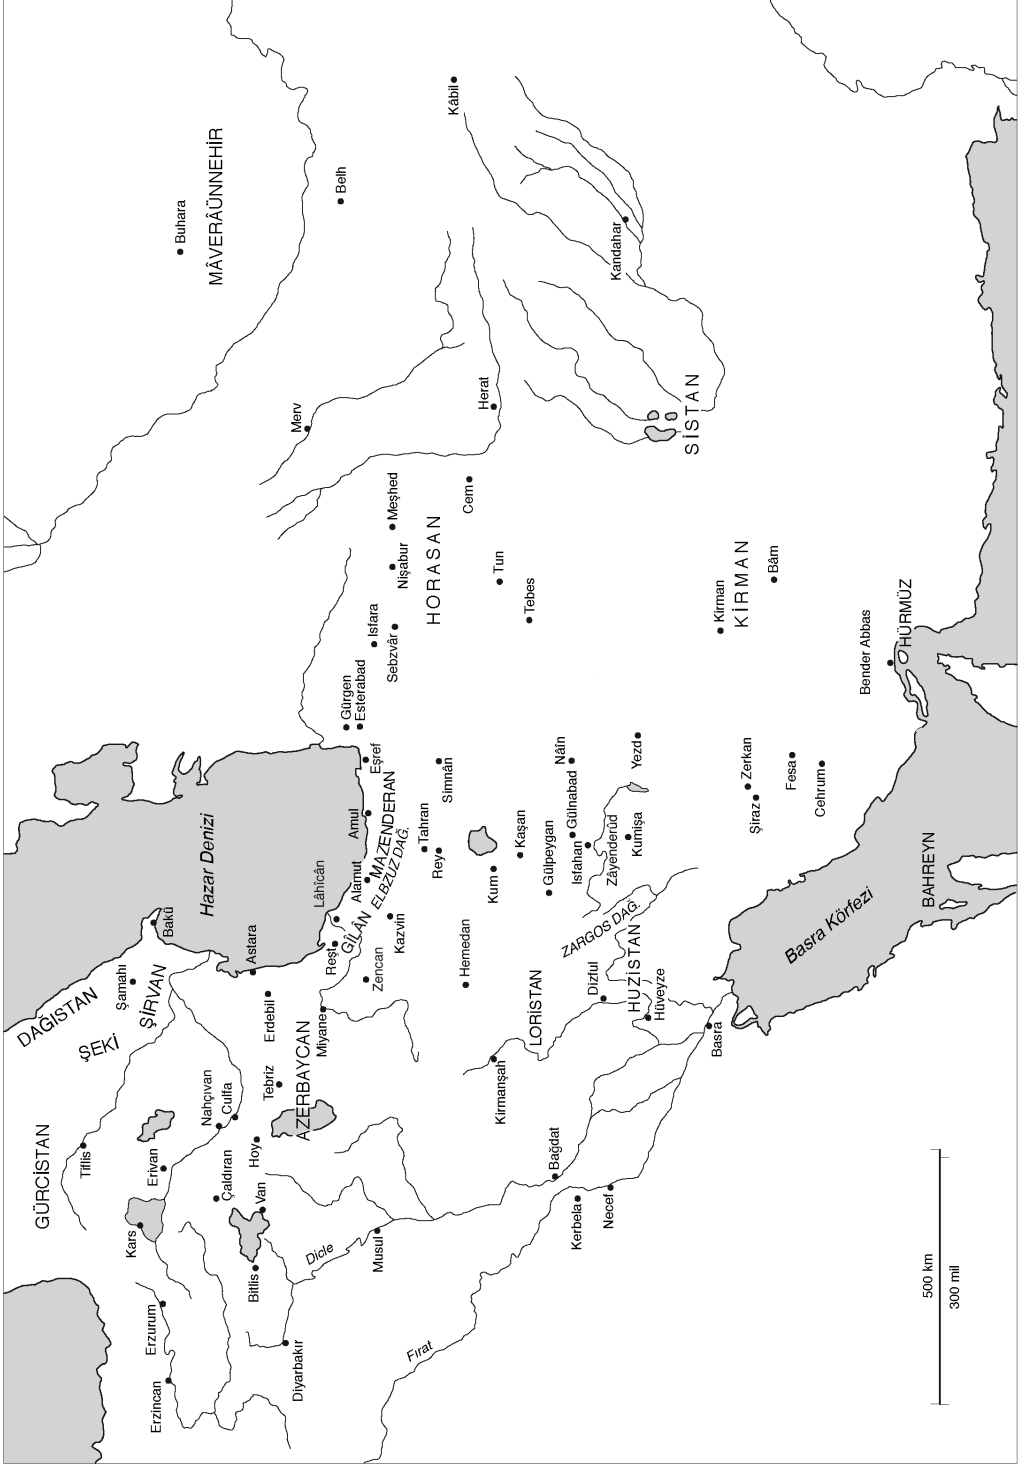 GÜRCİSTAN
DAĞISTAN
ŞEKİ
ŞİRVAN
Şamahı
Bakû
Tiflis
Kars
Erivan
Erzurum
Erzincan
Nahçıvan
Culfa
Çaldıran
Hoy
Van
Bitlis
Diyarbakır
Tebriz
Erdebil
Astara
AZERBAYCAN
Miyane
Hazar Denizi
Lâhicân
Reşt
GÎLÂN
Alamut
Amul
MAZENDERAN
ELBZUZ DAĞ.
Eşref
Gürgen
Esterabad
Zencan
Kazvin
Tahran
Rey
Simnân
Isfara
Sebzvâr
Nişabur
Meşhed
HORASAN
Cem
Merv
Herat
Buhara
MÂVERÂÜNNEHİR
Belh
Kâbil
Kandahar
SİSTAN
Tun
Tebes
Dicle
Musul
Fırat
Hemedan
Kirmanşah
LORİSTAN
Kum
Kaşan
Gülpeygan
Gülnabad
Nâîn
Isfahan
Zâyenderûd
Kumişa
Yezd
ZARGOS DAĞ.
Dizful
HUZİSTAN
Hüveyze
Basra
Bağdat
Kerbela
Necef
Kirman
KİRMAN
Bâm
Zerkan
Şiraz
Fesa
Cehrum
Bender Abbas
HÜRMÜZ
Basra Körfezi
BAHREYN
500 km
300 mil